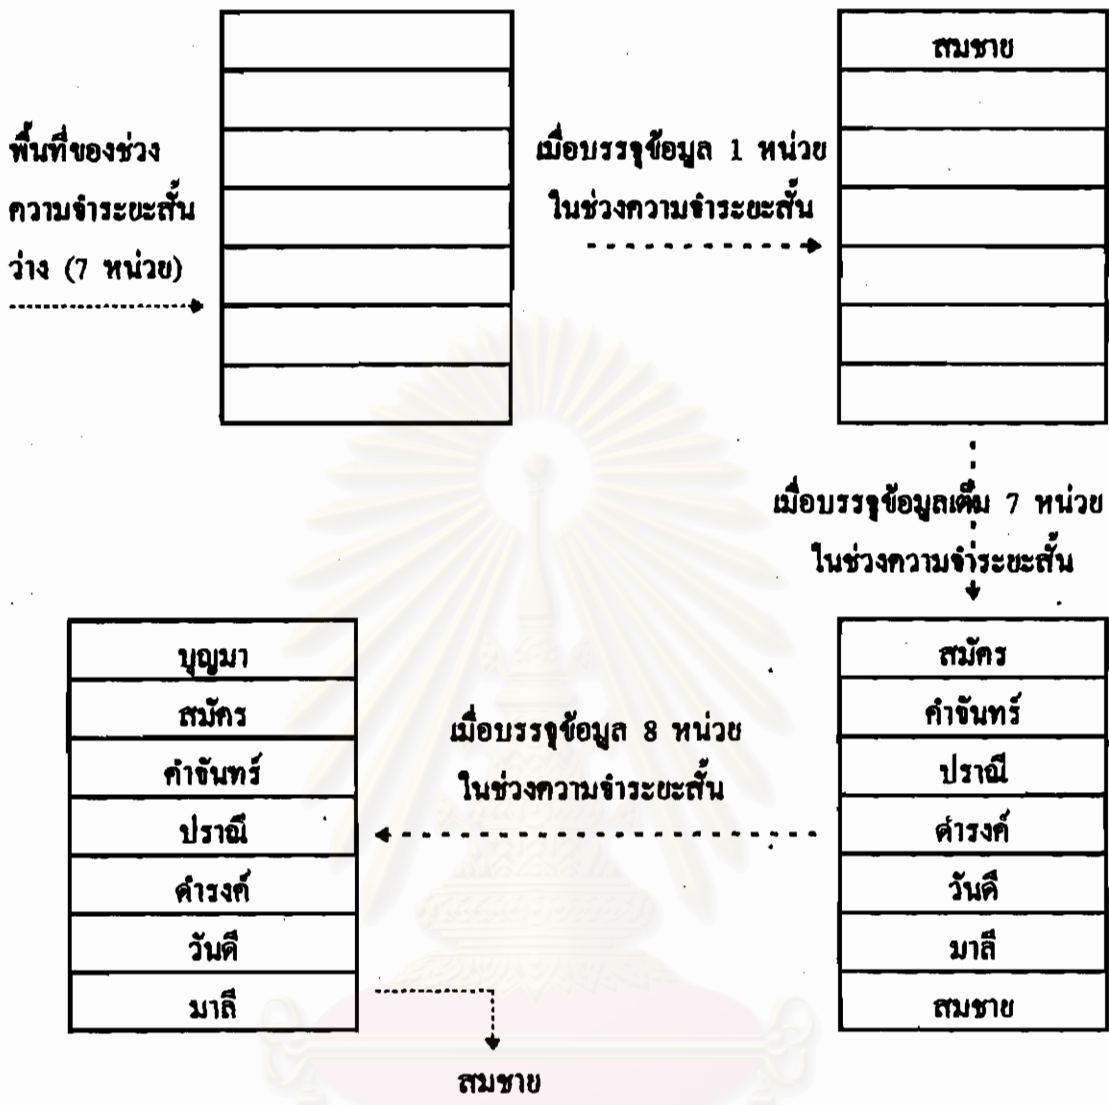 พื้นที่ของช่วง
ความจำระยะสั้น
ว่าง (7 หน่วย)
เมื่อบรรจุข้อมูล 1 หน่วย
ในช่วงความจำระยะสั้น
สมชาย
เมื่อบรรจุข้อมูลเต็ม 7 หน่วย
ในช่วงความจำระยะสั้น
สมัคร
คำจันทร์
ปราณี
ดำรงค์
วันดี
มาลี
สมชาย
เมื่อบรรจุข้อมูล 8 หน่วย
ในช่วงความจำระยะสั้น
บุญมา
สมัคร
คำจันทร์
ปราณี
ดำรงค์
วันดี
มาลี
สมชาย